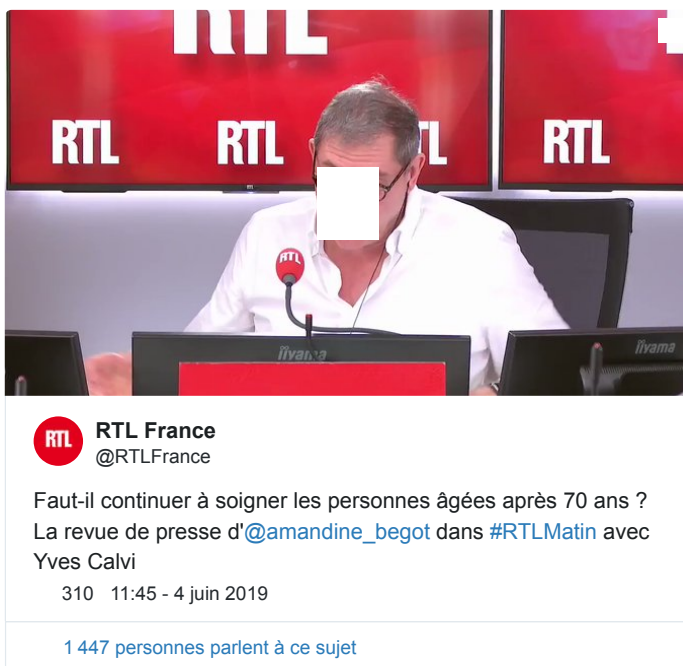 RTL
RTL
RTL
RTL
RTL
RTL
iiyama
iiyama
RTL
RTL France
@RTLFrance
Faut-il continuer à soigner les personnes âgées après 70 ans ?
La revue de presse d'@amandine_begot dans #RTLMatin avec
Yves Calvi
310 11:45 - 4 juin 2019
1 447 personnes parlent à ce sujet